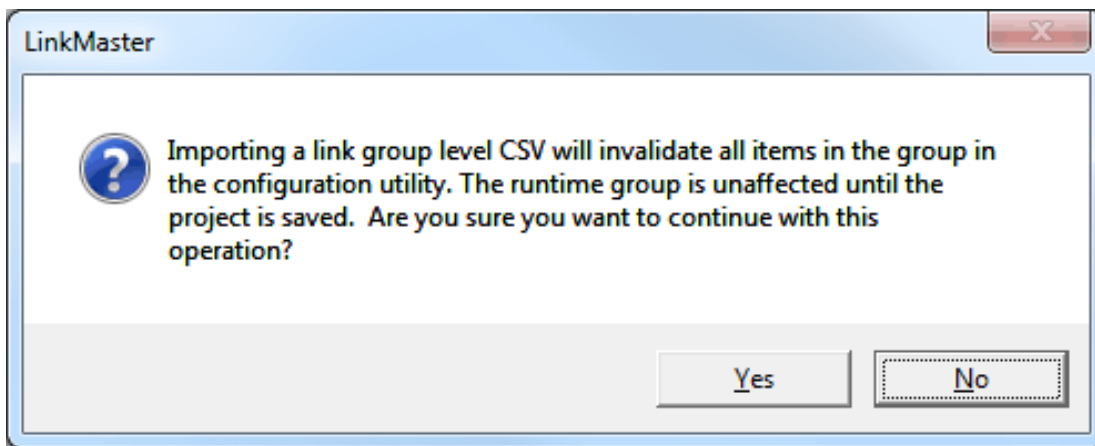 LinkMaster
Importing a link group level CSV will invalidate all items in the group in
the configuration utility. The runtime group is unaffected until the
project is saved.  Are you sure you want to continue with this
operation?
Yes
No